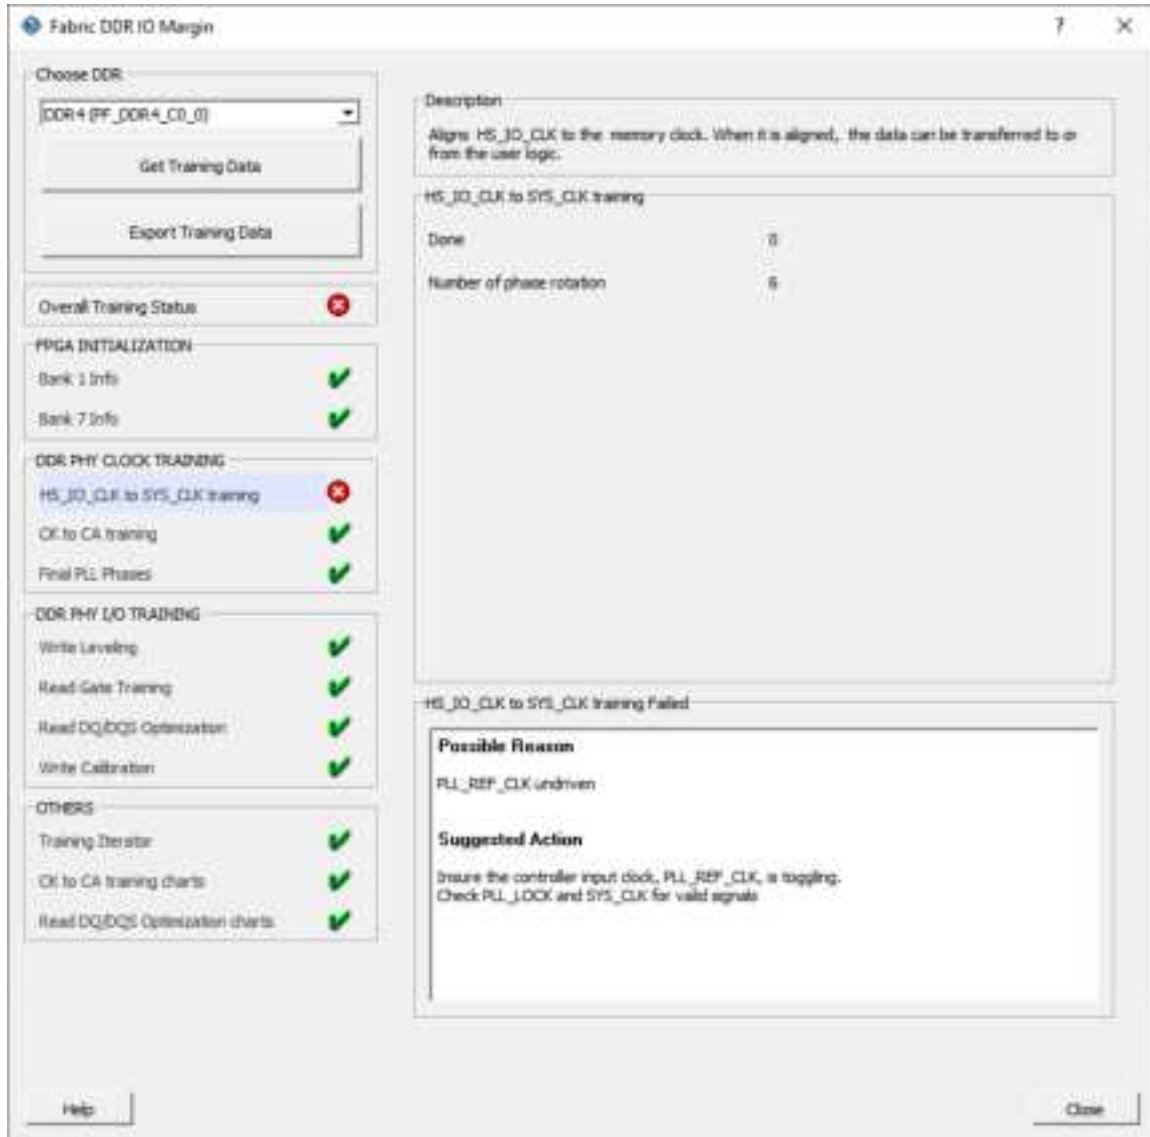 Fabric DDR IO Margin
?
Choose DDR
DDR4 (PF_DDR4_C0_0)
Get Training Data
Export Training Data
Overall Training Status
FPGA INITIALIZATION
Bank 1 Info
Bank 7 Info
DDR PHY CLOCK TRAINING
HS_IO_CLK to SYS_CLK training
CK to CA training
Final PLL Phases
DDR PHY I/O TRAINING
Write Leveling
Read Gate Training
Read DQ/DQS Optimization
Write Calibration
OTHERS
Training Iterator
CK to CA training charts
Read DQ/DQS Optimization charts
Description
Aligns HS_IO_CLK to the memory clock. When it is aligned, the data can be transferred to or
from the user logic.
HS_IO_CLK to SYS_CLK training
Done 0
Number of phase rotation 6
HS_IO_CLK to SYS_CLK training Failed
Possible Reason
PLL_REF_CLK undriven
Suggested Action
Insure the controller input clock, PLL_REF_CLK, is toggling.
Check PLL_LOCK and SYS_CLK for valid signals
Help
Close